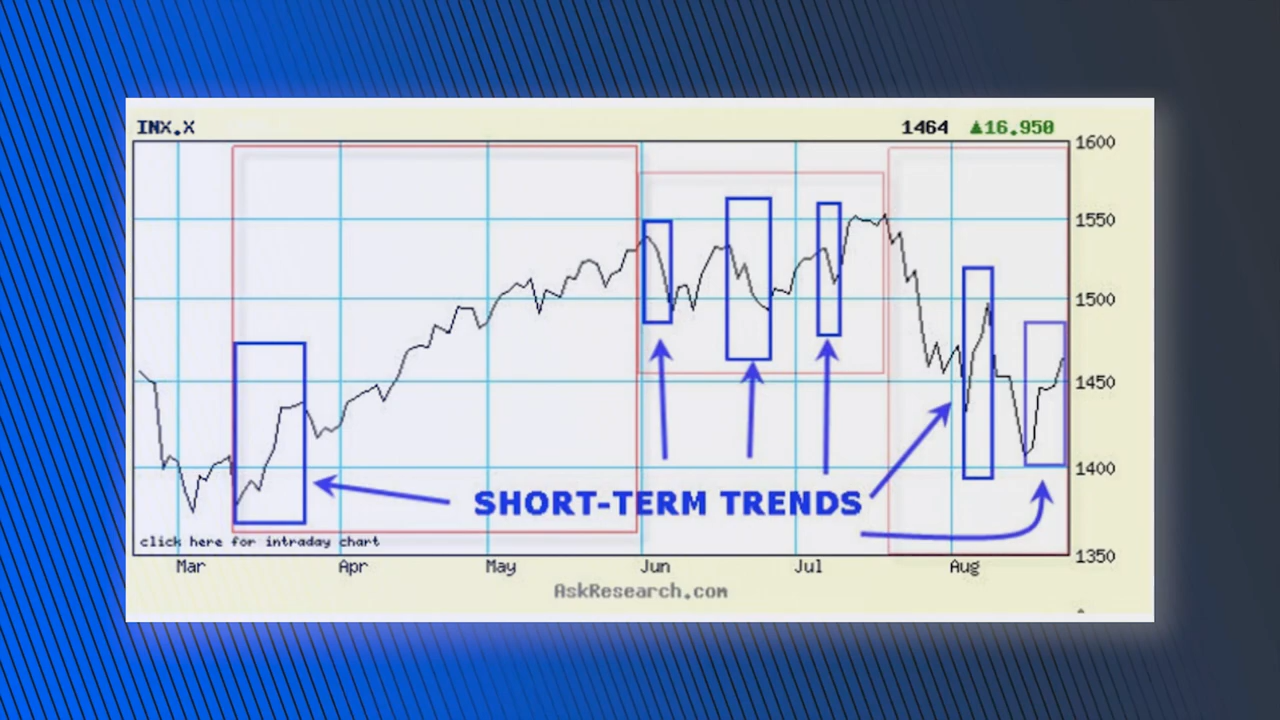 INX.X 1464 ▲16.950
1600
1550
1500
1450
1400
1350
SHORT-TERM TRENDS
click here for intraday chart
Mar Apr May Jun Jul Aug
AskResearch.com